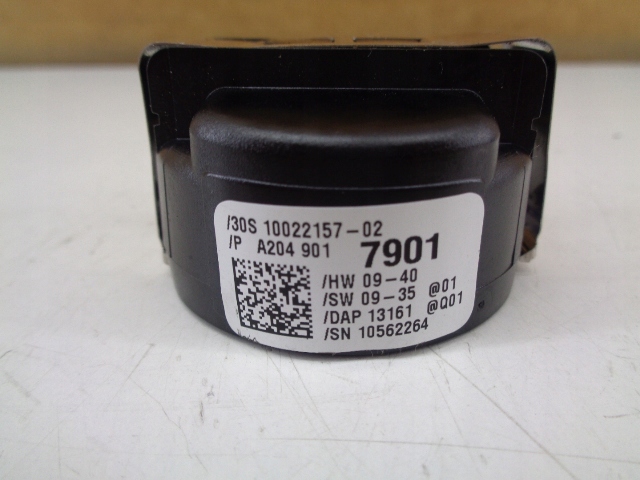 /30S 10022157-02
/P A204 901 7901
/HW 09-40
/SW 09-35 @01
/DAP 13161 @Q01
/SN 10562264